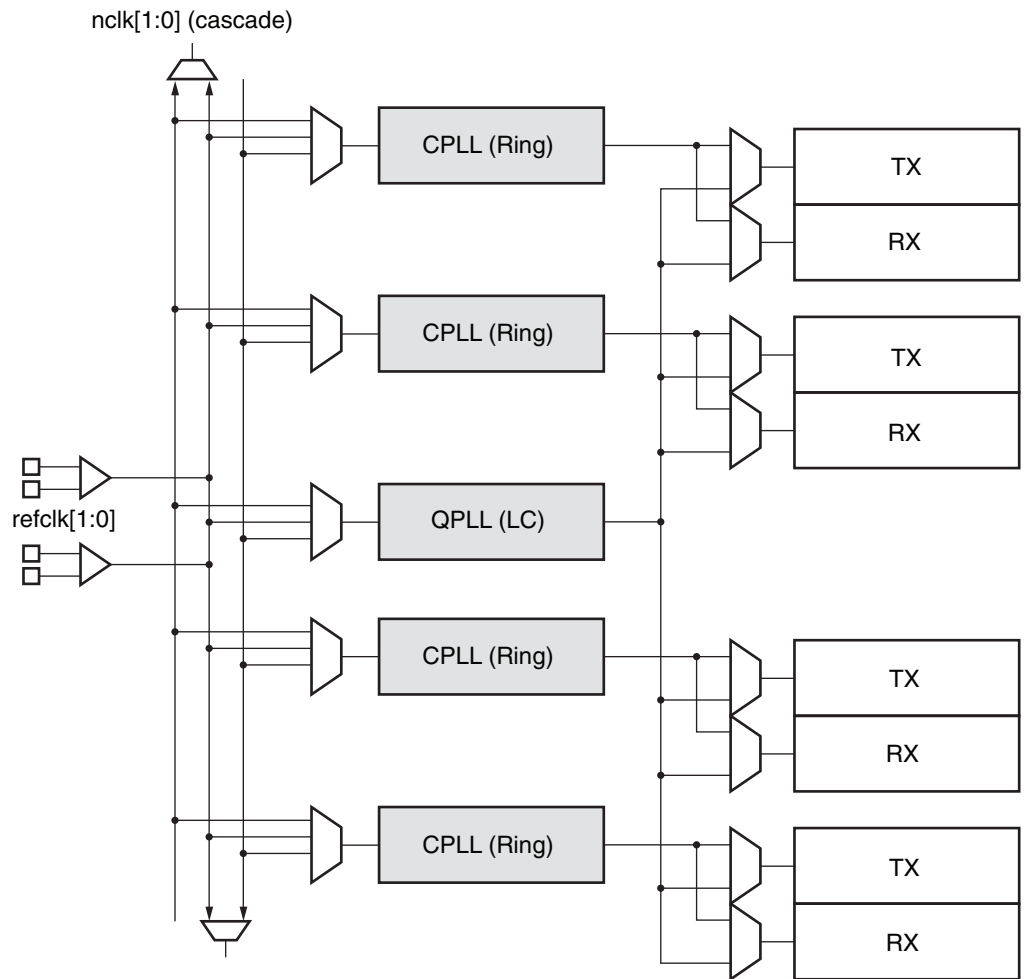 nclk[1:0] (cascade)
CPLL (Ring)
TX
RX
CPLL (Ring)
TX
RX
refclk[1:0]
QPLL (LC)
CPLL (Ring)
TX
RX
CPLL (Ring)
TX
RX